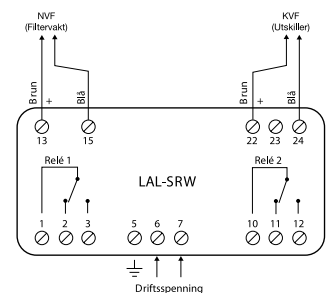 NVF
(Filtervakt)
KVF
(Utskiller)
Brun
+
Blå
Brun
+
Blå
13
15
22
23
24
Relé 1
LAL-SRW
Relé 2
1
2
3
5
6
7
10
11
12
Driftsspenning